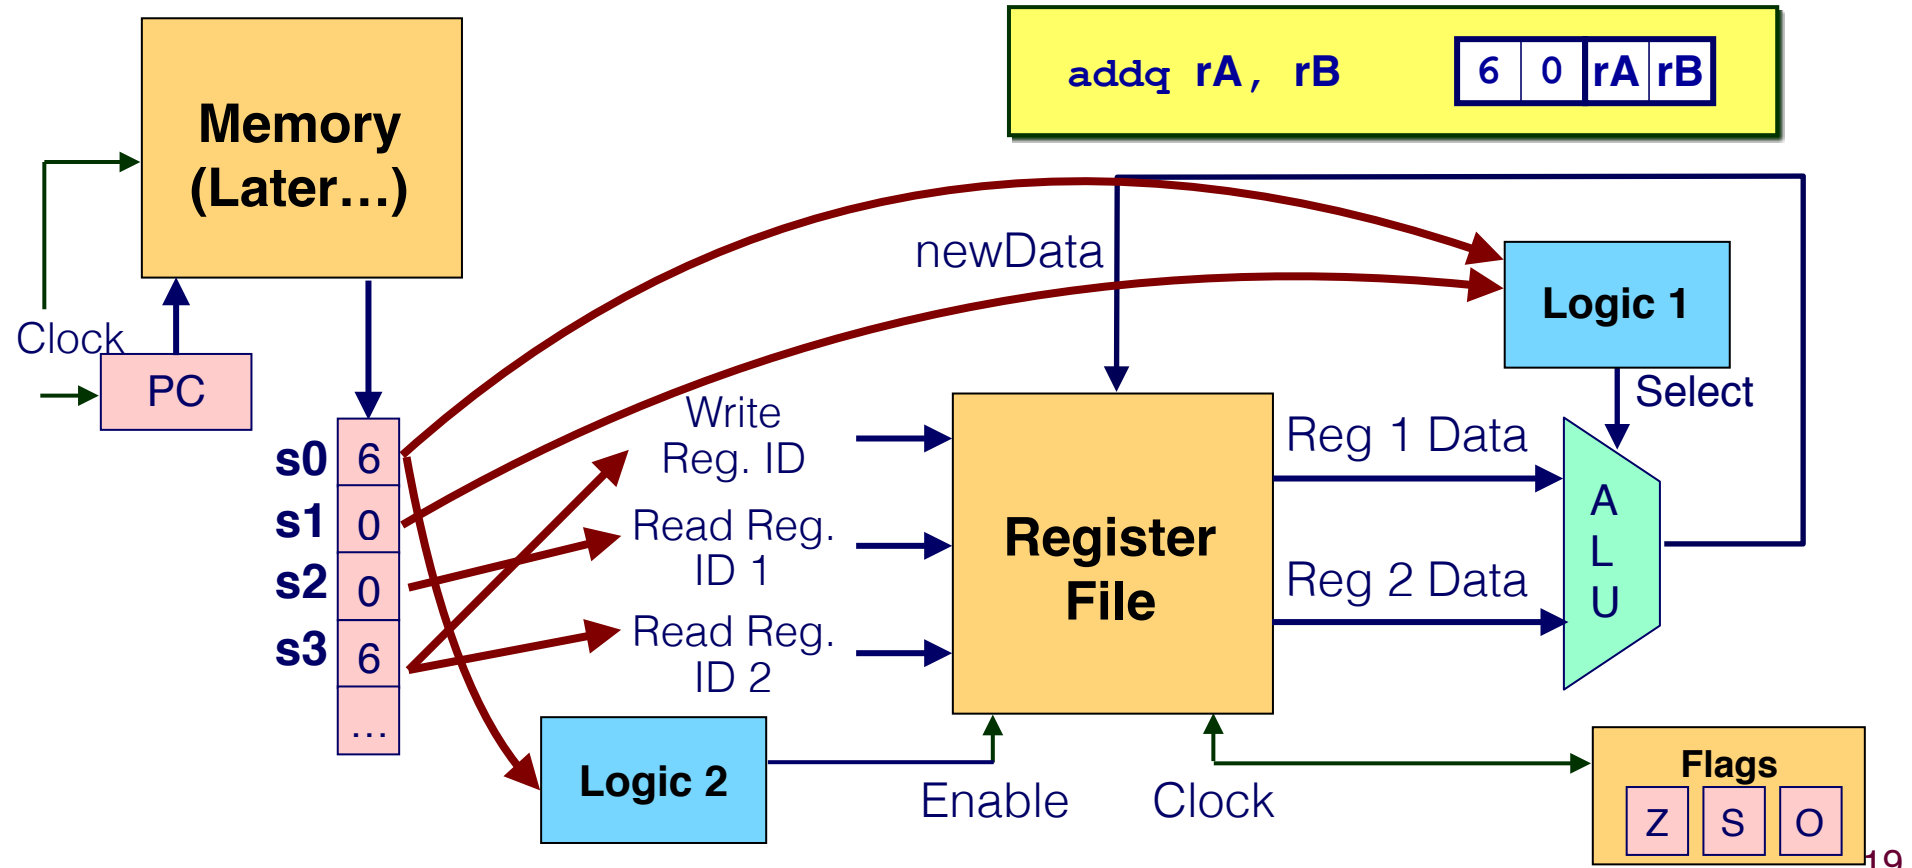 addq rA, rB
6 0 rA rB
Memory
(Later...)
newData
Logic 1
Clock
PC
Select
Write
Reg. ID
Reg 1 Data
s0 6
s1 0
s2 0
s3 6
...
Read Reg.
ID 1
Read Reg.
ID 2
Register
File
Reg 2 Data
A
L
U
Logic 2
Enable
Clock
Flags
Z S O
19